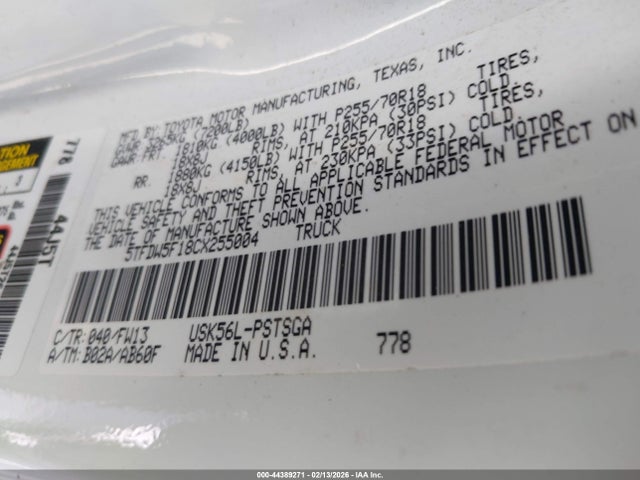 MFD BY:TOYOTA MOTOR MANUFACTURING, TEXAS, INC.
GVWR 3265KG (7200LB)
GAWR:FRT. 1810KG (4000LB) WITH P255/70R18 TIRES,
18X8J RIMS, AT 210KPA (30PSI) COLD.
RR. 1880KG (4150LB) WITH P255/70R18 TIRES,
18X8J RIMS, AT 230KPA (33PSI) COLD.
THIS VEHICLE CONFORMS TO ALL APPLICABLE FEDERAL MOTOR
VEHICLE SAFETY AND THEFT PREVENTION STANDARDS IN EFFECT ON
THE DATE OF MANUFACTURE SHOWN ABOVE.
5TFDW5F18CX255004 TRUCK
C/TR: 040/FW13 USK56L-PSTSGA
A/TM: B02A/AB60F MADE IN U.S.A. 778
778
44J5T
000-44389271 | 02/13/2026 | IAA Inc.